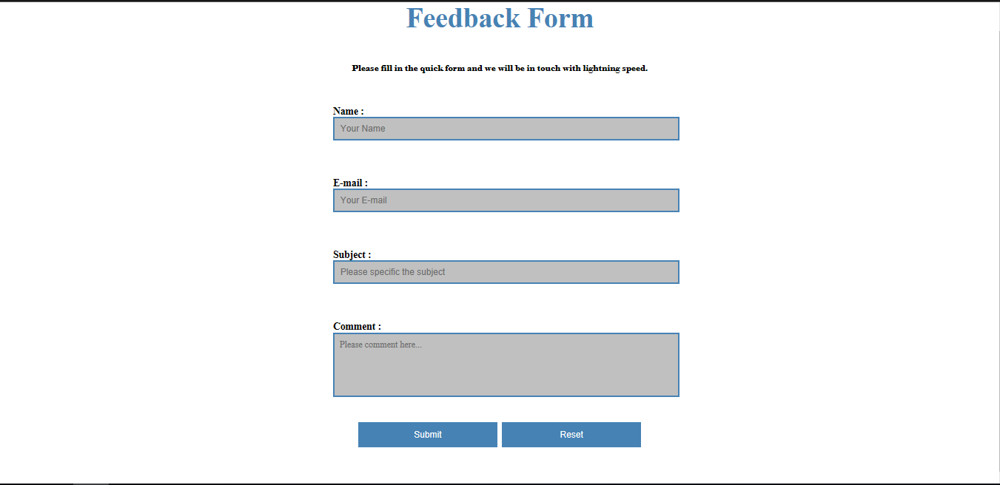 Feedback Form
Please fill in the quick form and we will be in touch with lightning speed.
Name :
Your Name
E-mail :
Your E-mail
Subject :
Please specific the subject
Comment :
Please comment here...
Submit Reset